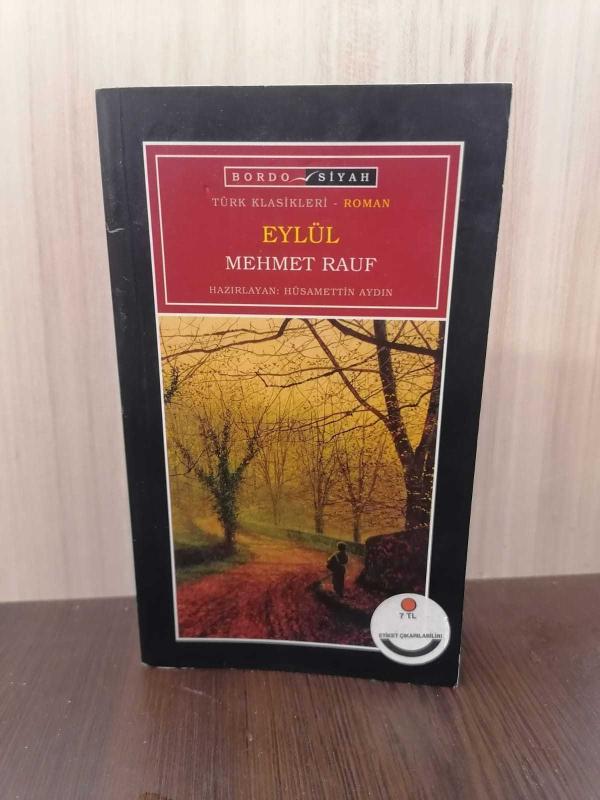 BORDO SİYAH
TÜRK KLASİKLERİ - ROMAN
EYLÜL
MEHMET RAUF
HAZIRLAYAN: HÜSAMETTİN AYDIN
7 TL
ETİKET ÇIKARILABİLİR!